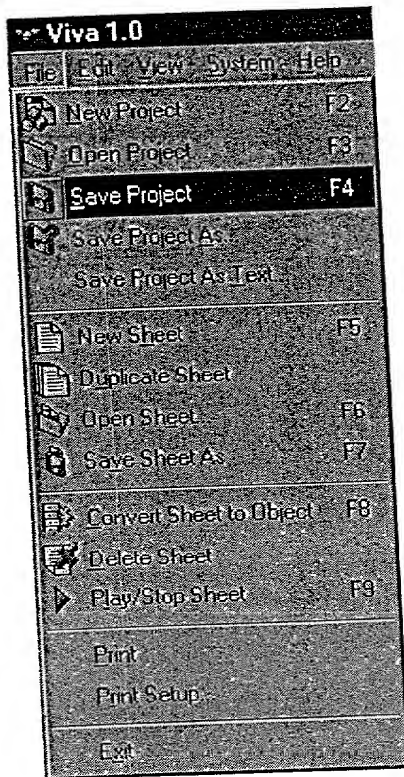 Viva 1.0
File Edit View System Help
New Project F2
Open Project... F3
Save Project F4
Save Project As...
Save Project As Text...
New Sheet F5
Duplicate Sheet
Open Sheet... F6
Save Sheet As... F7
Convert Sheet to Object F8
Delete Sheet
Play/Stop Sheet F9
Print
Print Setup...
Exit